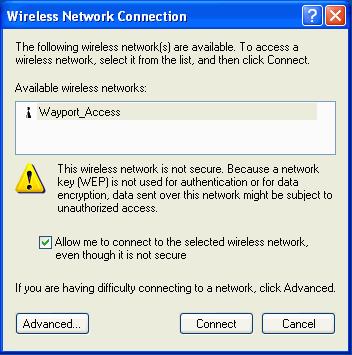 Wireless Network Connection
The following wireless network(s) are available. To access a
wireless network, select it from the list, and then click Connect.
Available wireless networks:
Wayport_Access
This wireless network is not secure. Because a network
key (WEP) is not used for authentication or for data
encryption, data sent over this network might be subject to
unauthorized access.
Allow me to connect to the selected wireless network,
even though it is not secure
If you are having difficulty connecting to a network, click Advanced.
Advanced... Connect Cancel